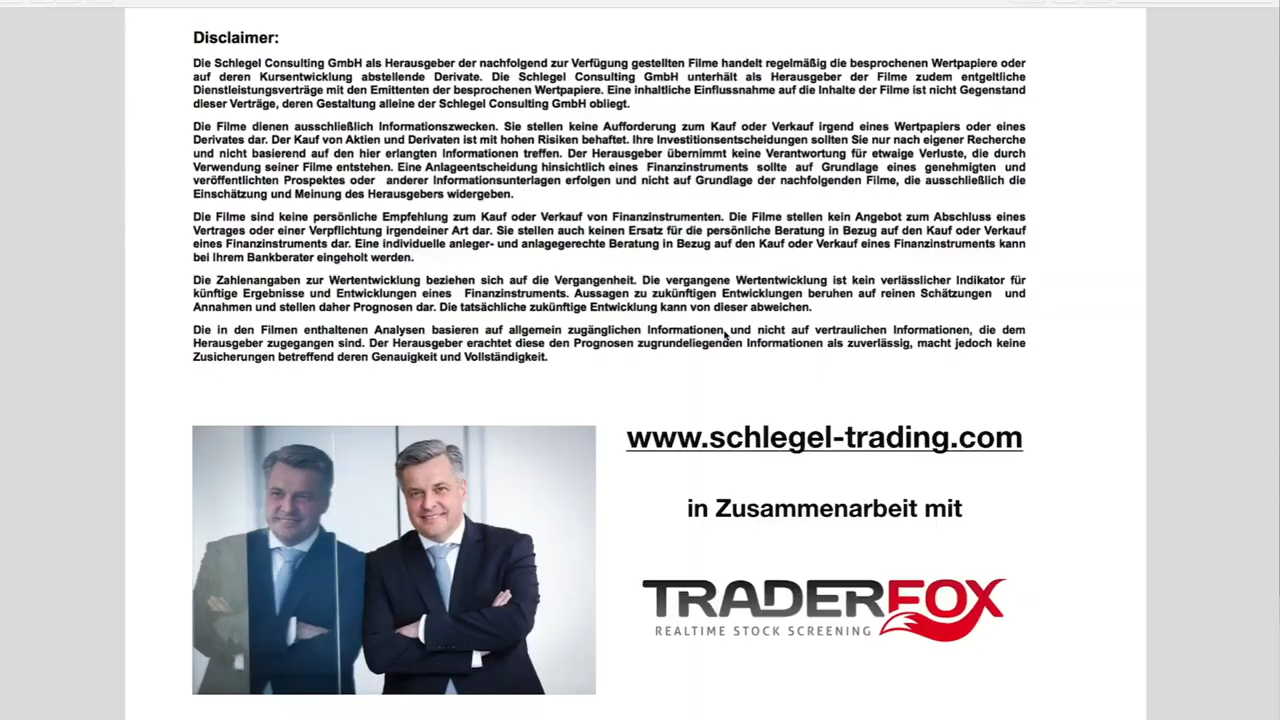 Disclaimer:
Die Schlegel Consulting GmbH als Herausgeber der nachfolgend zur Verfügung gestellten Filme handelt regelmäßig die besprochenen Wertpapiere oder
auf deren Kursentwicklung abstellende Derivate. Die Schlegel Consulting GmbH unterhält als Herausgeber der Filme zudem entgeltliche
Dienstleistungsverträge mit den Emittenten der besprochenen Wertpapiere. Eine inhaltliche Einflussnahme auf die Inhalte der Filme ist nicht Gegenstand
dieser Verträge, deren Gestaltung alleine der Schlegel Consulting GmbH obliegt.
Die Filme dienen ausschließlich Informationszwecken. Sie stellen keine Aufforderung zum Kauf oder Verkauf irgend eines Wertpapiers oder eines
Derivates dar. Der Kauf von Aktien und Derivaten ist mit hohen Risiken behaftet. Ihre Investitionsentscheidungen sollten Sie nur nach eigener Recherche
und nicht basierend auf den hier erlangten Informationen treffen. Der Herausgeber übernimmt keine Verantwortung für etwaige Verluste, die durch
Verwendung seiner Filme entstehen. Eine Anlageentscheidung hinsichtlich eines Finanzinstruments sollte auf Grundlage eines genehmigten und
veröffentlichten Prospektes oder anderer Informationsunterlagen erfolgen und nicht auf Grundlage der nachfolgenden Filme, die ausschließlich die
Einschätzung und Meinung des Herausgebers widergeben.
Die Filme sind keine persönliche Empfehlung zum Kauf oder Verkauf von Finanzinstrumenten. Die Filme stellen kein Angebot zum Abschluss eines
Vertrages oder einer Verpflichtung irgendeiner Art dar. Sie stellen auch keinen Ersatz für die persönliche Beratung in Bezug auf den Kauf oder Verkauf
eines Finanzinstruments dar. Eine individuelle anleger- und anlagegerechte Beratung in Bezug auf den Kauf oder Verkauf eines Finanzinstruments kann
bei Ihrem Bankberater eingeholt werden.
Die Zahlenangaben zur Wertentwicklung beziehen sich auf die Vergangenheit. Die vergangene Wertentwicklung ist kein verlässlicher Indikator für
künftige Ergebnisse und Entwicklungen eines Finanzinstruments. Aussagen zu zukünftigen Entwicklungen beruhen auf reinen Schätzungen und
Annahmen und stellen daher Prognosen dar. Die tatsächliche zukünftige Entwicklung kann von dieser abweichen.
Die in den Filmen enthaltenen Analysen basieren auf allgemein zugänglichen Informationen und nicht auf vertraulichen Informationen, die dem
Herausgeber zugegangen sind. Der Herausgeber erachtet diese den Prognosen zugrundeliegenden Informationen als zuverlässig, macht jedoch keine
Zusicherungen betreffend deren Genauigkeit und Vollständigkeit.
www.schlegel-trading.com
in Zusammenarbeit mit
TRADERFOX
REALTIME STOCK SCREENING